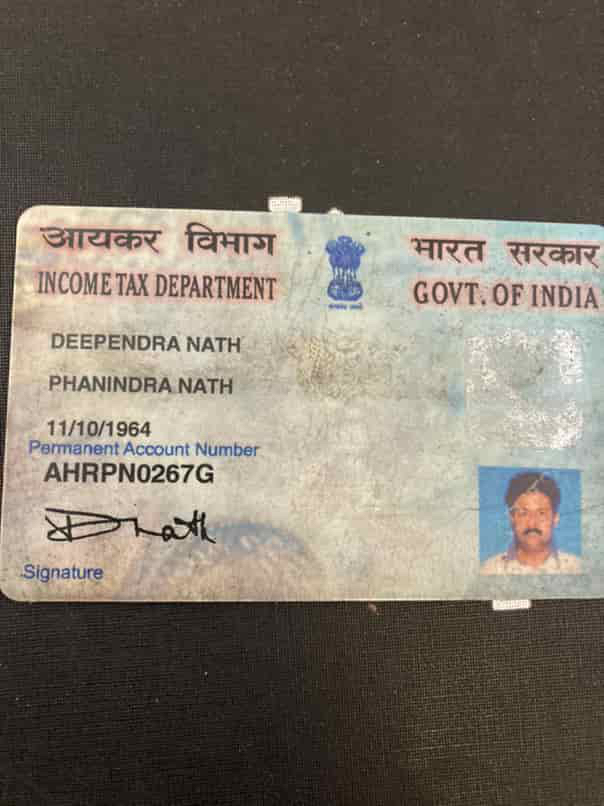 आयकर विभाग
INCOME TAX DEPARTMENT
भारत सरकार
GOVT. OF INDIA
DEEPENDRA NATH
PHANINDRA NATH
11/10/1964
Permanent Account Number
AHRPN0267G
D Nath
Signature